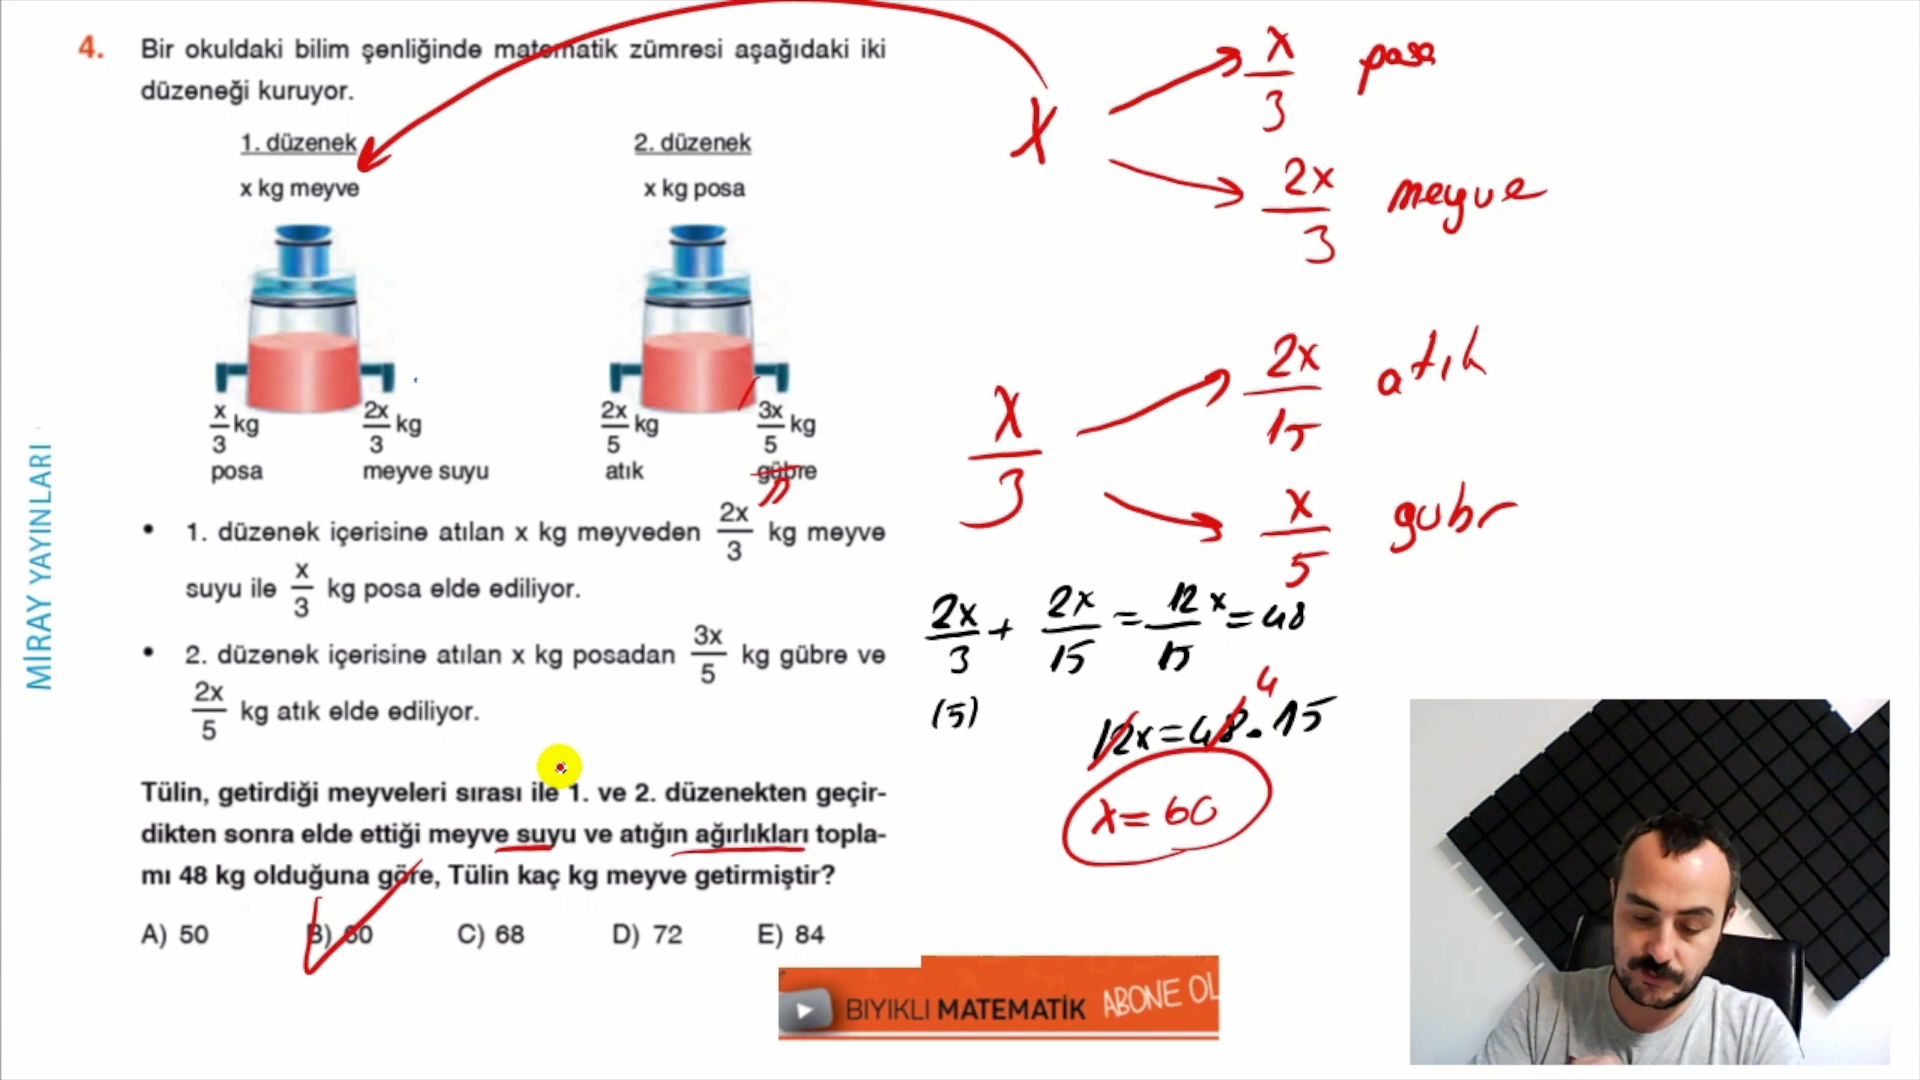 4. Bir okuldaki bilim şenliğinde matematik zümresi aşağıdaki iki
düzeneği kuruyor.
1. düzenek
2. düzenek
x kg meyve
x kg posa
x/3 kg
2x/3 kg
2x/5 kg
3x/5 kg
posa
meyve suyu
atık
gübre
• 1. düzenek içerisine atılan x kg meyveden 2x/3 kg meyve
suyu ile x/3 kg posa elde ediliyor.
• 2. düzenek içerisine atılan x kg posadan 3x/5 kg gübre ve
2x/5 kg atık elde ediliyor.
Tülin, getirdiği meyveleri sırası ile 1. ve 2. düzenekten geçir-
dikten sonra elde ettiği meyve suyu ve atığın ağırlıkları topla-
mı 48 kg olduğuna göre, Tülin kaç kg meyve getirmiştir?
A) 50 B) 60 C) 68 D) 72 E) 84
MİRAY YAYINLARI
x
x/3 posa
2x/3 meyve
x/3
2x/15 atık
x/5 gubr
2x/3 + 2x/15 = 12x/15 = 48
(5)
4
12x = 48.15
x = 60
BIYIKLI MATEMATİK ABONE OL